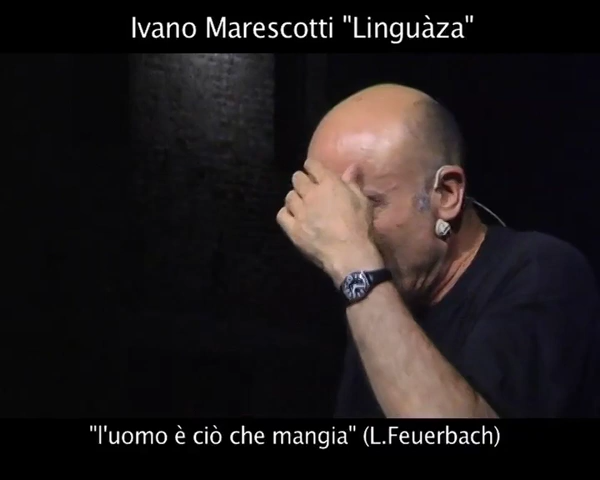 Ivano Marescotti "Linguàza"
"l'uomo è ciò che mangia" (L.Feuerbach)